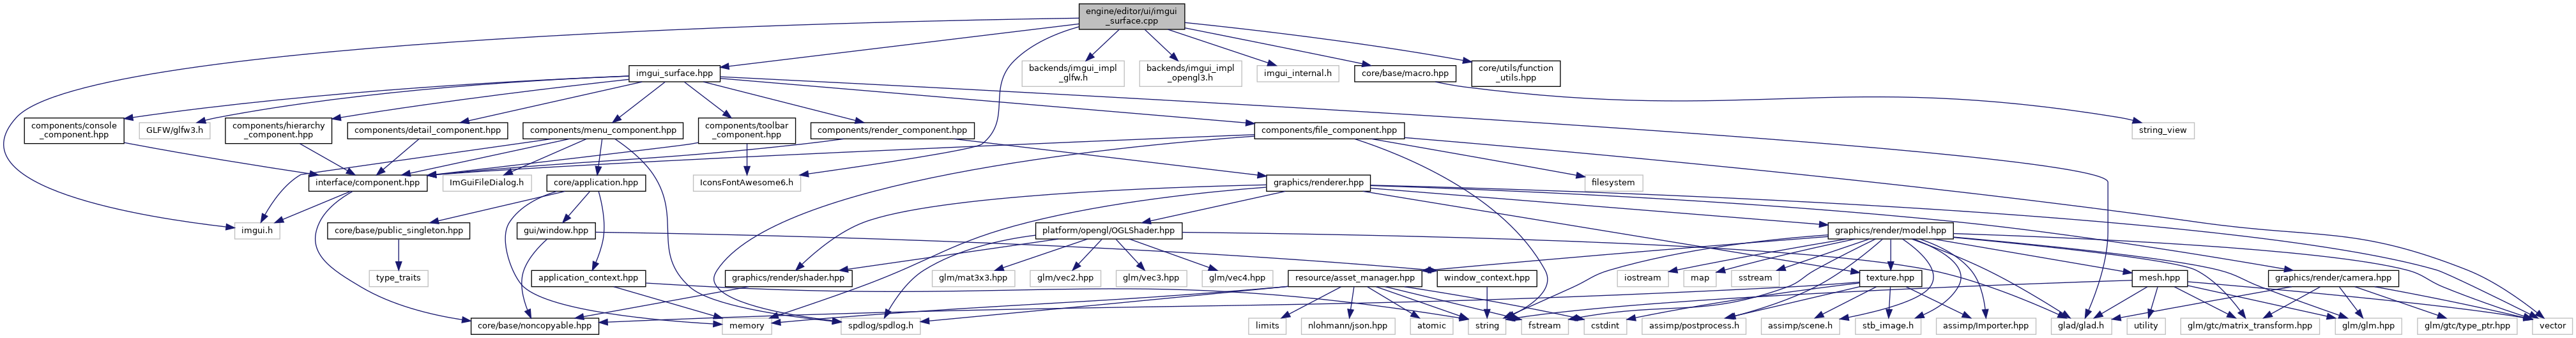 engine/editor/ui/imgui
_surface.cpp
imgui_surface.hpp
backends/imgui_impl
_glfw.h
backends/imgui_impl
_opengl3.h
imgui_internal.h
core/base/macro.hpp
core/utils/function
_utils.hpp
components/console
_component.hpp
GLFW/glfw3.h
components/hierarchy
_component.hpp
components/detail_component.hpp
components/menu_component.hpp
components/toolbar
_component.hpp
components/render_component.hpp
components/file_component.hpp
string_view
interface/component.hpp
ImGuiFileDialog.h
core/application.hpp
IconsFontAwesome6.h
graphics/renderer.hpp
filesystem
imgui.h
core/base/public_singleton.hpp
gui/window.hpp
platform/opengl/OGLShader.hpp
graphics/render/model.hpp
type_traits
application_context.hpp
graphics/render/shader.hpp
glm/mat3x3.hpp
glm/vec2.hpp
glm/vec3.hpp
glm/vec4.hpp
resource/asset_manager.hpp
window_context.hpp
iostream
map
sstream
texture.hpp
mesh.hpp
graphics/render/camera.hpp
core/base/noncopyable.hpp
memory
spdlog/spdlog.h
limits
nlohmann/json.hpp
atomic
string
fstream
cstdint
assimp/postprocess.h
assimp/scene.h
stb_image.h
assimp/Importer.hpp
glad/glad.h
utility
glm/gtc/matrix_transform.hpp
glm/glm.hpp
glm/gtc/type_ptr.hpp
vector